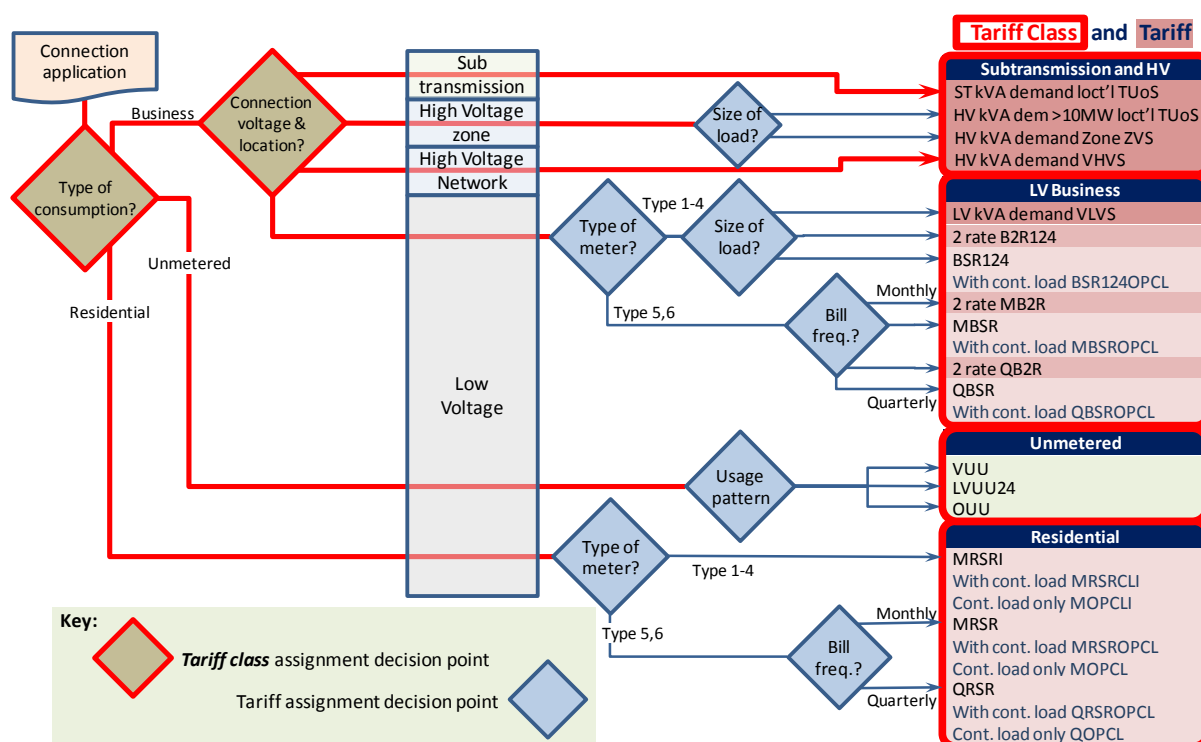 Tariff Class and Tariff
Connection
application
Business
Connection
voltage &
location?
Type of
consumption?
Unmetered
Residential
Sub
transmission
High Voltage
zone
High Voltage
Network
Low
Voltage
Size of
load?
Type of
meter?
Type 1-4
Size of
load?
Type 5,6
Bill
freq.?
Monthly
Quarterly
Usage
pattern
Type of
meter?
Type 1-4
Type 5,6
Bill
freq.?
Monthly
Quarterly
Subtransmission and HV
ST kVA demand loct'l TUoS
HV kVA dem >10MW loct'l TUoS
HV kVA demand Zone ZVS
HV kVA demand VHVS
LV Business
LV kVA demand VLVS
2 rate B2R124
BSR124
With cont. load BSR124OPCL
2 rate MB2R
MBSR
With cont. load MBSROPCL
2 rate QB2R
QBSR
With cont. load QBSROPCL
Unmetered
VUU
LVUU24
OUU
Residential
MRSRI
With cont. load MRSRCLI
Cont. load only MOPCLI
MRSR
With cont. load MRSROPCL
Cont. load only MOPCL
QRSR
With cont. load QRSROPCL
Cont. load only QOPCL
Key:
Tariff class assignment decision point
Tariff assignment decision point